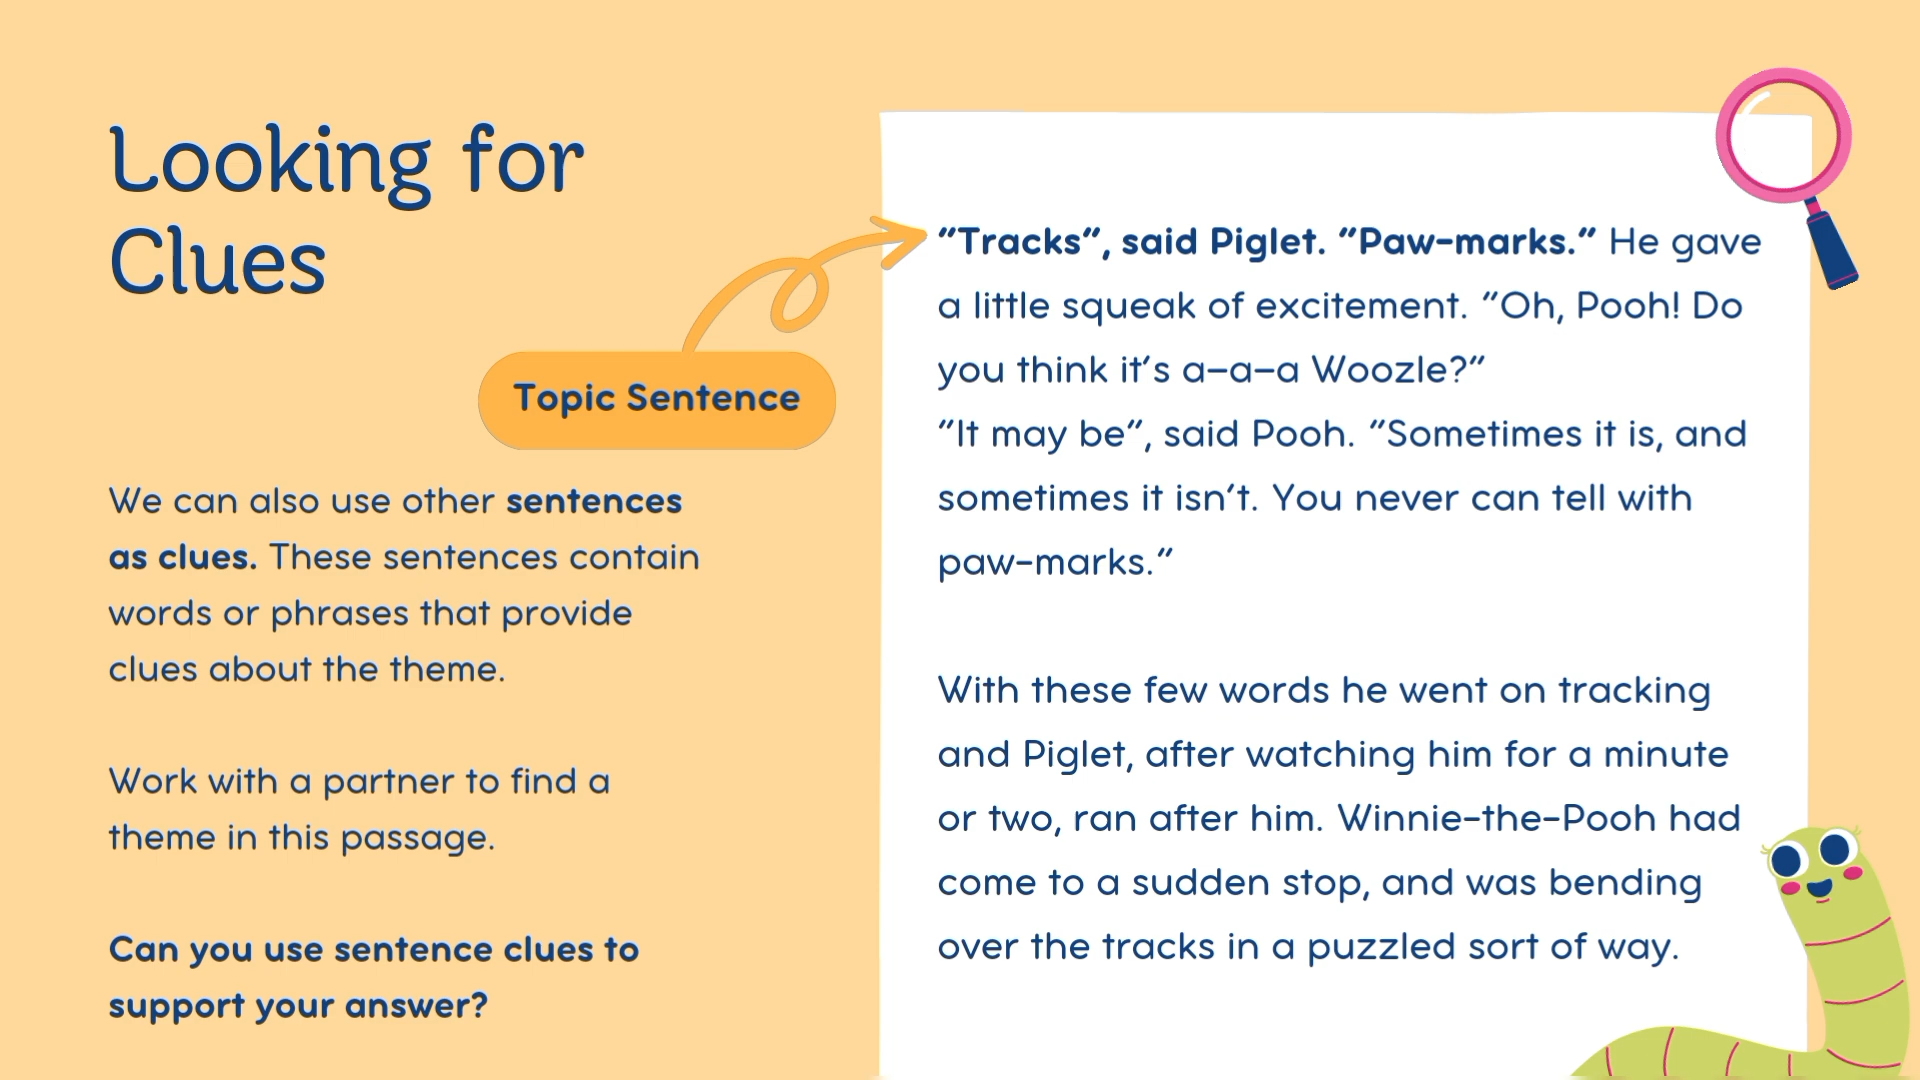 Looking for
Clues
Topic Sentence
We can also use other sentences
as clues. These sentences contain
words or phrases that provide
clues about the theme.
Work with a partner to find a
theme in this passage.
Can you use sentence clues to
support your answer?
"Tracks", said Piglet. "Paw-marks." He gave
a little squeak of excitement. "Oh, Pooh! Do
you think it's a–a–a Woozle?"
"It may be", said Pooh. "Sometimes it is, and
sometimes it isn't. You never can tell with
paw-marks."
With these few words he went on tracking
and Piglet, after watching him for a minute
or two, ran after him. Winnie-the-Pooh had
come to a sudden stop, and was bending
over the tracks in a puzzled sort of way.